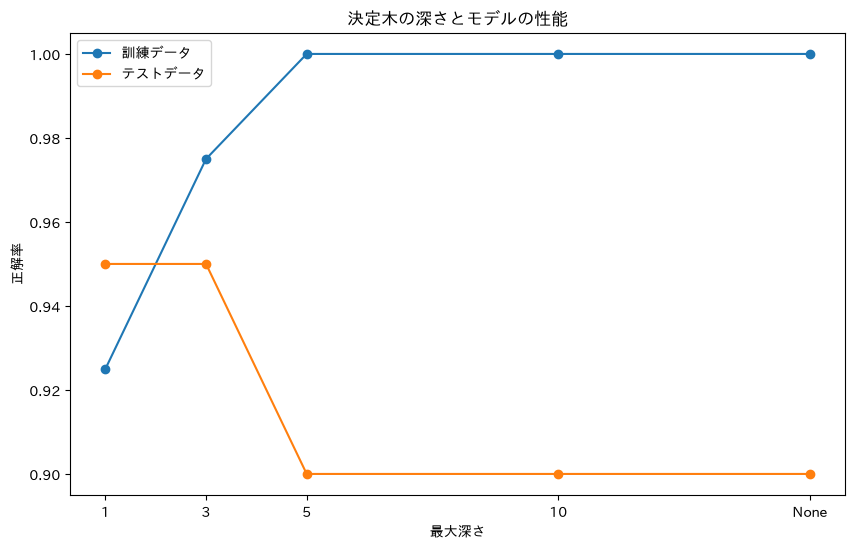 決定木の深さとモデルの性能
訓練データ
テストデータ
正解率
1.00
0.98
0.96
0.94
0.92
0.90
1 3 5 10 None
最大深さ